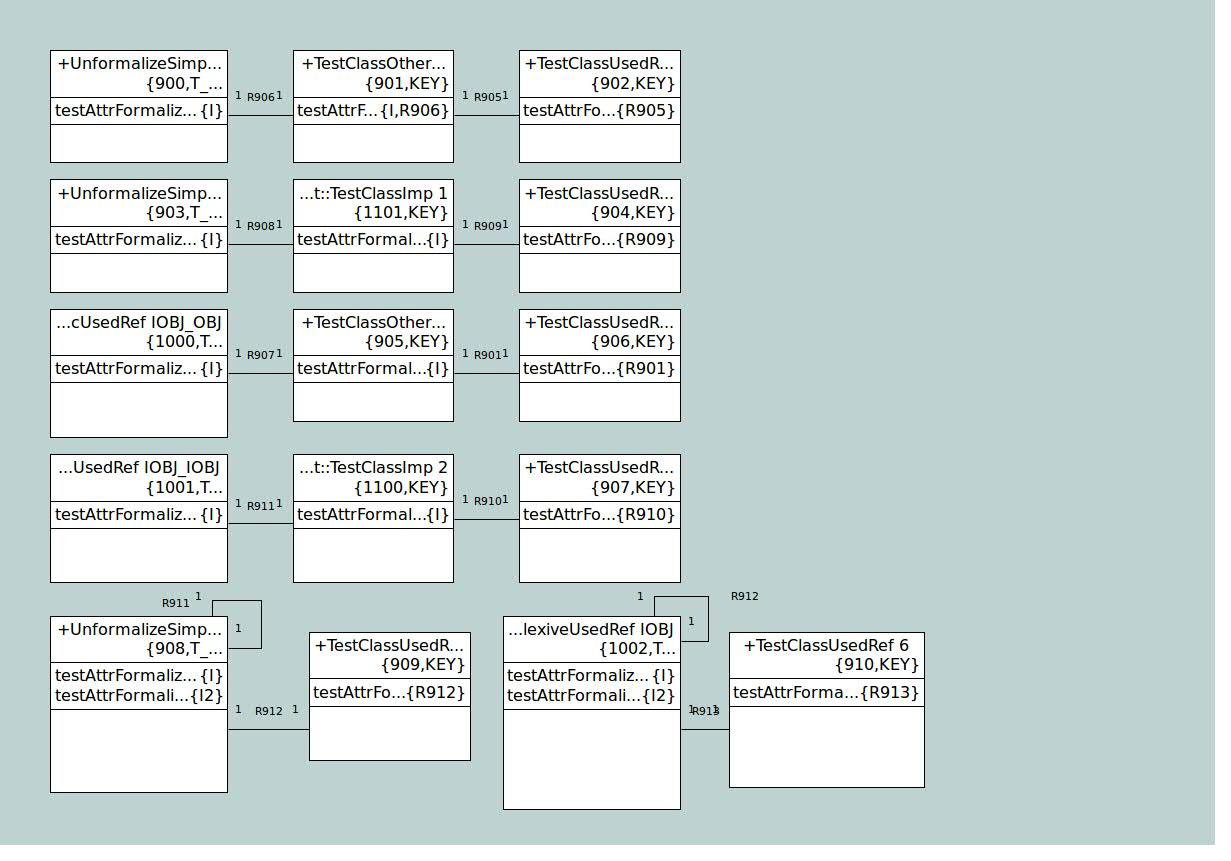 +UnformalizeSimp...
{900,T_...
testAttrFormaliz... {I}
1 R906 1
+TestClassOther...
{901,KEY}
testAttrF... {I,R906}
1 R905 1
+TestClassUsedR...
{902,KEY}
testAttrFo...{R905}
+UnformalizeSimp...
{903,T_...
testAttrFormaliz... {I}
1 R908 1
...t::TestClassImp 1
{1101,KEY}
testAttrFormal...{I}
1 R909 1
+TestClassUsedR...
{904,KEY}
testAttrFo...{R909}
...cUsedRef IOBJ_OBJ
{1000,T...
testAttrFormaliz... {I}
1 R907 1
+TestClassOther...
{905,KEY}
testAttrFormal...{I}
1 R901 1
+TestClassUsedR...
{906,KEY}
testAttrFo...{R901}
...UsedRef IOBJ_IOBJ
{1001,T...
testAttrFormaliz... {I}
1 R911 1
...t::TestClassImp 2
{1100,KEY}
testAttrFormal...{I}
1 R910 1
+TestClassUsedR...
{907,KEY}
testAttrFo...{R910}
R911 1
1
+UnformalizeSimp...
{908,T_...
testAttrFormaliz... {I}
testAttrFormali...{I2}
1 R912 1
+TestClassUsedR...
{909,KEY}
testAttrFo...{R912}
1 R912
1
...lexiveUsedRef IOBJ
{1002,T...
testAttrFormaliz... {I}
testAttrFormali...{I2}
1 R913 1
+TestClassUsedRef 6
{910,KEY}
testAttrForma...{R913}